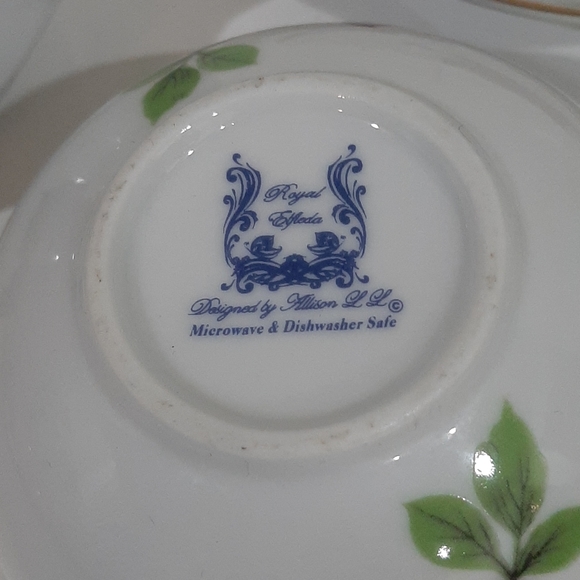 Royal
Elfleda
Designed by Allison L L ©
Microwave & Dishwasher Safe